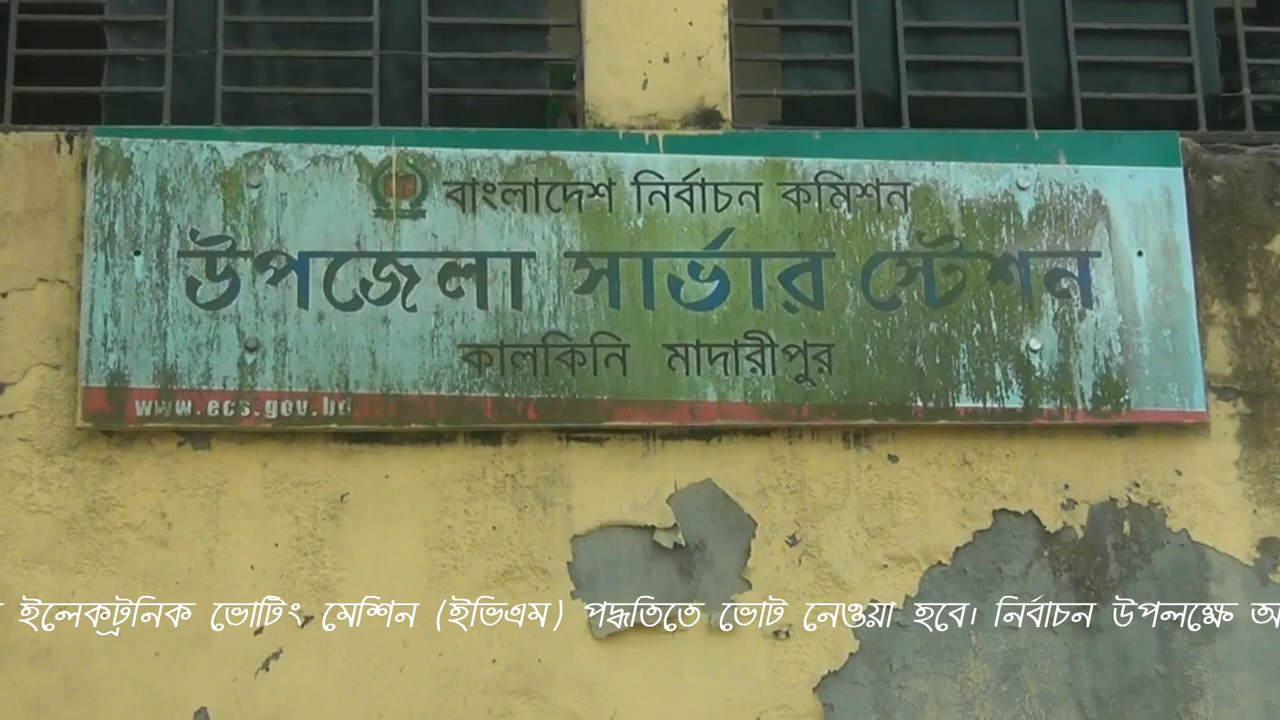 বাংলাদেশ নির্বাচন কমিশন
উপজেলা সার্ভার স্টেশন
কালকিনি মাদারীপুর
www.ecs.gov.bd
ইলেকট্রনিক ভোটিং মেশিন (ইভিএম) পদ্ধতিতে ভোট নেওয়া হবে। নির্বাচন উপলক্ষে